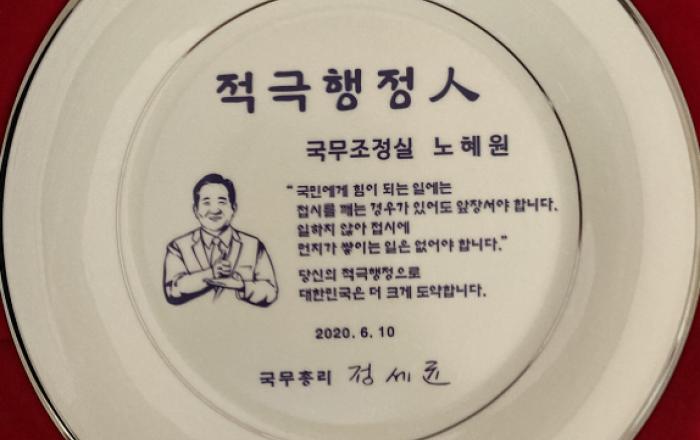 적극행정人
국무조정실 노혜원
“국민에게 힘이 되는 일에는
접시를 깨는 경우가 있어도 앞장서야 합니다.
일하지 않아 접시에
먼지가 쌓이는 일은 없어야 합니다.”
당신의 적극행정으로
대한민국은 더 크게 도약합니다.
2020. 6. 10
국무총리 정세균